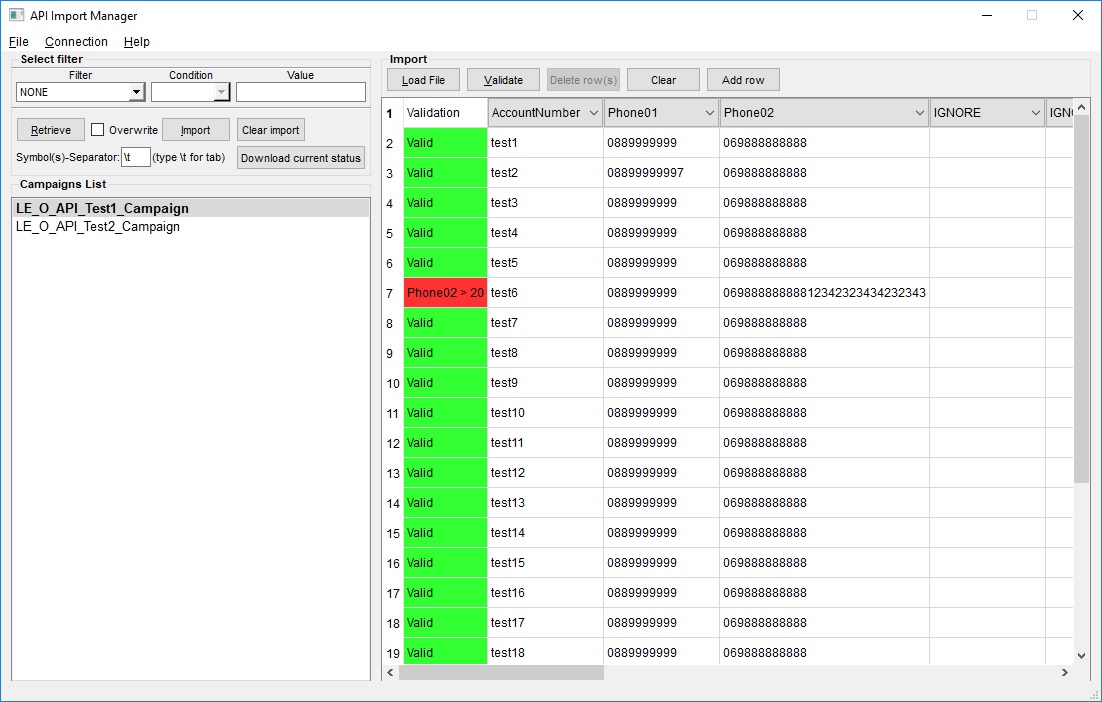 API Import Manager
File Connection Help
Select filter
Filter Condition Value
NONE
Retrieve Overwrite Import Clear import
Symbol(s)-Separator: \t (type \t for tab) Download current status
Campaigns List
LE_O_API_Test1_Campaign
LE_O_API_Test2_Campaign
Import
Load File Validate Delete row(s) Clear Add row
1 Validation AccountNumber Phone01 Phone02 IGNORE IGN
2 Valid test1 0889999999 069888888888
3 Valid test2 08899999997 069888888888
4 Valid test3 0889999999 069888888888
5 Valid test4 0889999999 069888888888
6 Valid test5 0889999999 069888888888
7 Phone02 > 20 test6 0889999999 06988888888812342323434232343
8 Valid test7 0889999999 069888888888
9 Valid test8 0889999999 069888888888
10 Valid test9 0889999999 069888888888
11 Valid test10 0889999999 069888888888
12 Valid test11 0889999999 069888888888
13 Valid test12 0889999999 069888888888
14 Valid test13 0889999999 069888888888
15 Valid test14 0889999999 069888888888
16 Valid test15 0889999999 069888888888
17 Valid test16 0889999999 069888888888
18 Valid test17 0889999999 069888888888
19 Valid test18 0889999999 069888888888